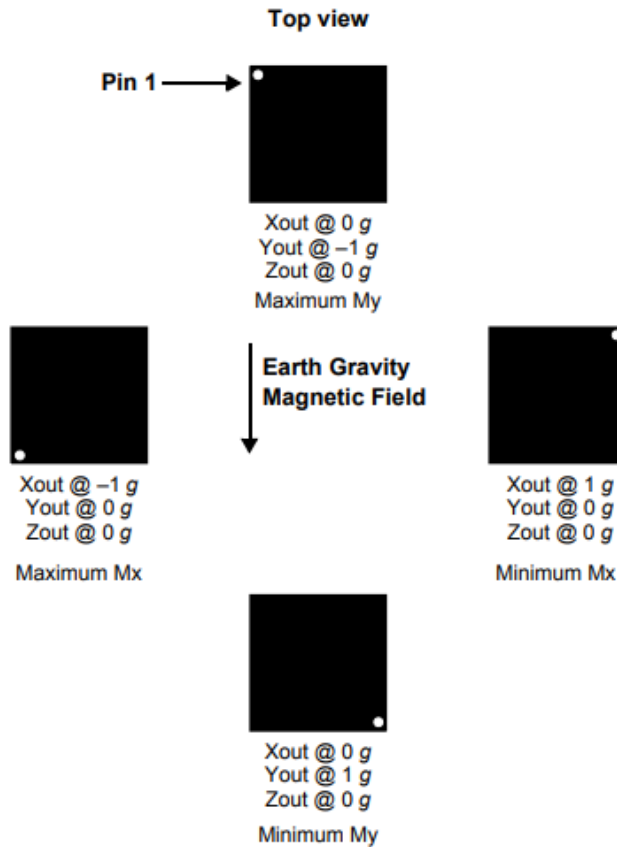 Top view
Pin 1
Xout @ 0 g
Yout @ –1 g
Zout @ 0 g
Maximum My
Earth Gravity
Magnetic Field
Xout @ –1 g
Yout @ 0 g
Zout @ 0 g
Maximum Mx
Xout @ 1 g
Yout @ 0 g
Zout @ 0 g
Minimum Mx
Xout @ 0 g
Yout @ 1 g
Zout @ 0 g
Minimum My